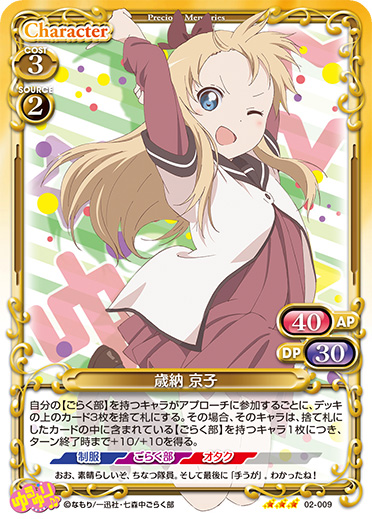 Precious Memories
Character
COST
3
SOURCE
2
40 AP
DP 30
歳納 京子
自分の【ごらく部】を持つキャラがアプローチに参加するごとに、デッキ
の上のカード3枚を捨て札にする。その場合、そのキャラは、捨て札に
したカードの中に含まれている【ごらく部】を持つキャラ1枚につき、
ターン終了時まで+10/+10を得る。
制服 ごらく部 オタク
おお、素晴らしいぞ、ちなつ隊員。そして最後に「手うが」。わかったね!
ゆるゆり
©なもり/一迅社・七森中ごらく部
★★★ 02-009